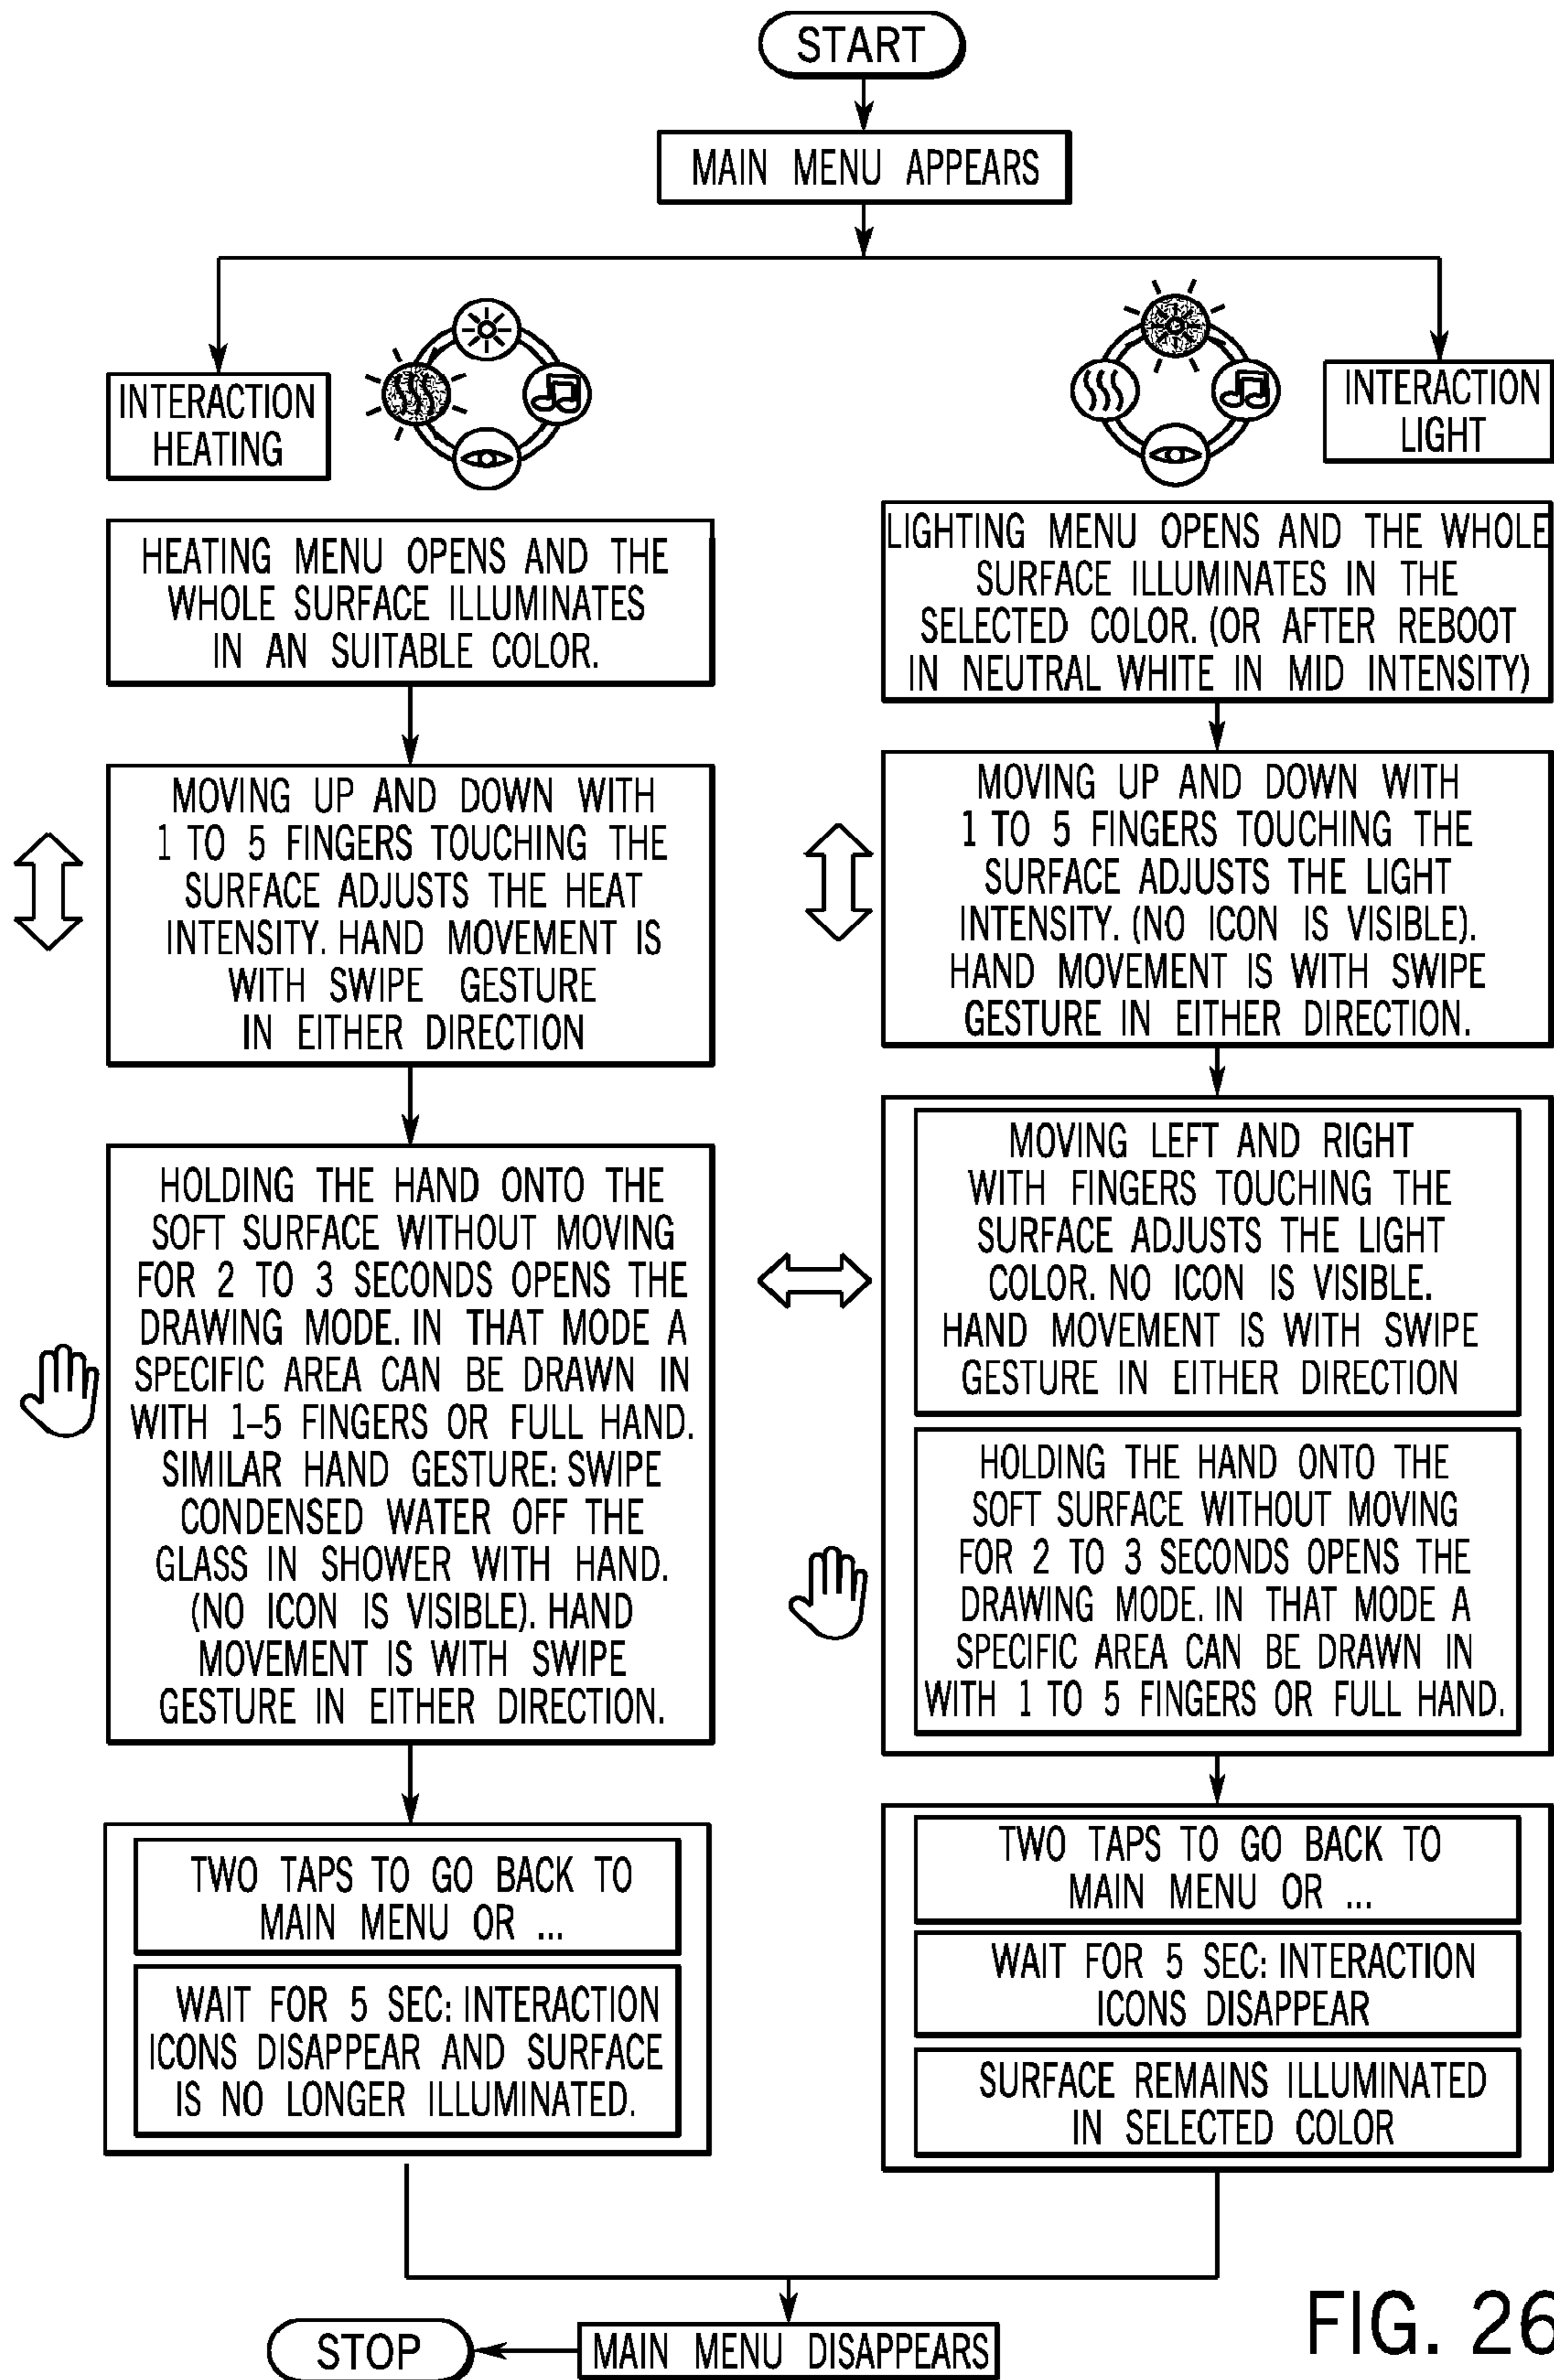 START
MAIN MENU APPEARS
INTERACTION
HEATING
INTERACTION
LIGHT
HEATING MENU OPENS AND THE
WHOLE SURFACE ILLUMINATES
IN AN SUITABLE COLOR.
LIGHTING MENU OPENS AND THE WHOLE
SURFACE ILLUMINATES IN THE
SELECTED COLOR. (OR AFTER REBOOT
IN NEUTRAL WHITE IN MID INTENSITY)
MOVING UP AND DOWN WITH
1 TO 5 FINGERS TOUCHING THE
SURFACE ADJUSTS THE HEAT
INTENSITY. HAND MOVEMENT IS
WITH SWIPE GESTURE
IN EITHER DIRECTION
MOVING UP AND DOWN WITH
1 TO 5 FINGERS TOUCHING THE
SURFACE ADJUSTS THE LIGHT
INTENSITY. (NO ICON IS VISIBLE).
HAND MOVEMENT IS WITH SWIPE
GESTURE IN EITHER DIRECTION.
HOLDING THE HAND ONTO THE
SOFT SURFACE WITHOUT MOVING
FOR 2 TO 3 SECONDS OPENS THE
DRAWING MODE. IN THAT MODE A
SPECIFIC AREA CAN BE DRAWN IN
WITH 1–5 FINGERS OR FULL HAND.
SIMILAR HAND GESTURE: SWIPE
CONDENSED WATER OFF THE
GLASS IN SHOWER WITH HAND.
(NO ICON IS VISIBLE). HAND
MOVEMENT IS WITH SWIPE
GESTURE IN EITHER DIRECTION.
MOVING LEFT AND RIGHT
WITH FINGERS TOUCHING THE
SURFACE ADJUSTS THE LIGHT
COLOR. NO ICON IS VISIBLE.
HAND MOVEMENT IS WITH SWIPE
GESTURE IN EITHER DIRECTION
HOLDING THE HAND ONTO THE
SOFT SURFACE WITHOUT MOVING
FOR 2 TO 3 SECONDS OPENS THE
DRAWING MODE. IN THAT MODE A
SPECIFIC AREA CAN BE DRAWN IN
WITH 1 TO 5 FINGERS OR FULL HAND.
TWO TAPS TO GO BACK TO
MAIN MENU OR ...
WAIT FOR 5 SEC: INTERACTION
ICONS DISAPPEAR AND SURFACE
IS NO LONGER ILLUMINATED.
TWO TAPS TO GO BACK TO
MAIN MENU OR ...
WAIT FOR 5 SEC: INTERACTION
ICONS DISAPPEAR
SURFACE REMAINS ILLUMINATED
IN SELECTED COLOR
STOP
MAIN MENU DISAPPEARS
FIG. 26